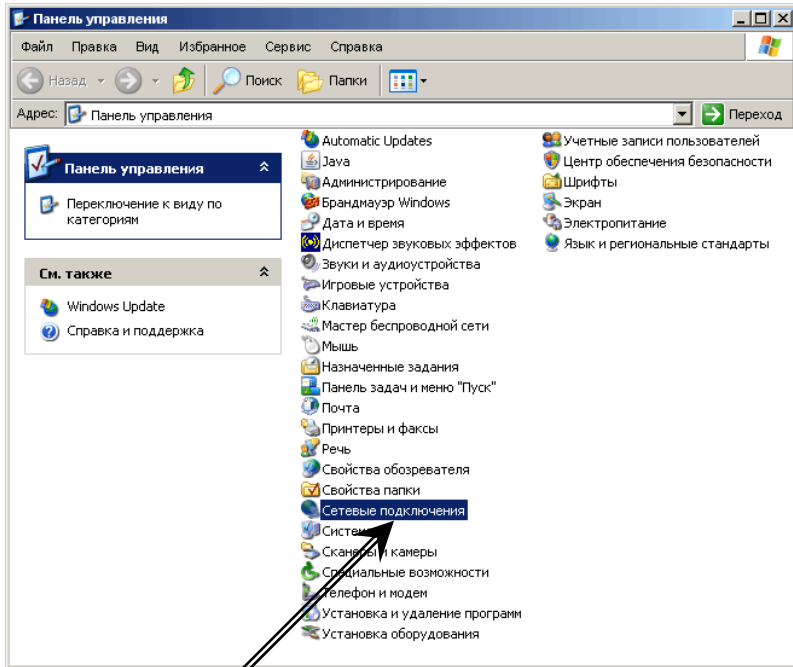 Панель управления
Файл Правка Вид Избранное Сервис Справка
Назад Поиск Папки
Адрес: Панель управления Переход
Панель управления
Переключение к виду по
категориям
См. также
Windows Update
Справка и поддержка
Automatic Updates
Java
Администрирование
Брандмауэр Windows
Дата и время
Диспетчер звуковых эффектов
Звуки и аудиоустройства
Игровые устройства
Клавиатура
Мастер беспроводной сети
Мышь
Назначенные задания
Панель задач и меню "Пуск"
Почта
Принтеры и факсы
Речь
Свойства обозревателя
Свойства папки
Сетевые подключения
Система
Сканеры и камеры
Специальные возможности
Телефон и модем
Установка и удаление программ
Установка оборудования
Учетные записи пользователей
Центр обеспечения безопасности
Шрифты
Экран
Электропитание
Язык и региональные стандарты